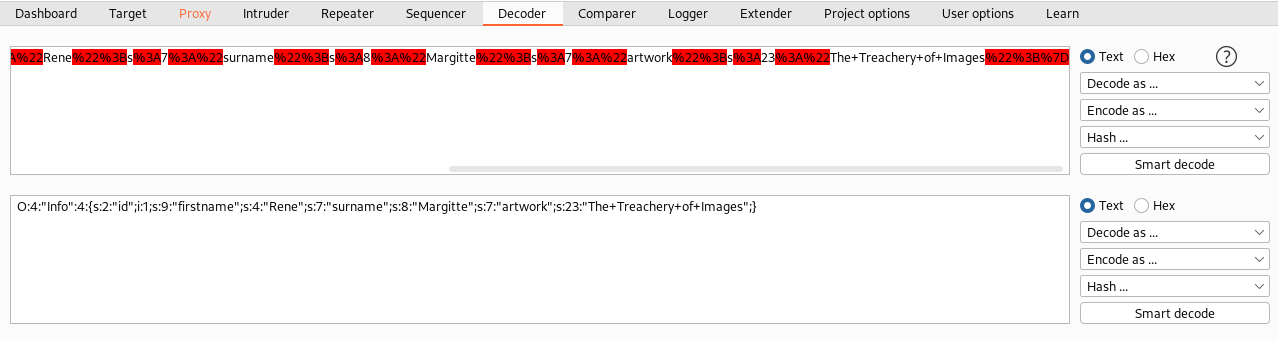 Dashboard Target Proxy Intruder Repeater Sequencer Decoder Comparer Logger Extender Project options User options Learn
A%22Rene%22%3Bs%3A7%3A%22surname%22%3Bs%3A8%3A%22Margitte%22%3Bs%3A7%3A%22artwork%22%3Bs%3A23%3A%22The+Treachery+of+Images%22%3B%7D
Text Hex ?
Decode as ...
Encode as ...
Hash ...
Smart decode
O:4:"Info":4:{s:2:"id";i:1;s:9:"firstname";s:4:"Rene";s:7:"surname";s:8:"Margitte";s:7:"artwork";s:23:"The+Treachery+of+Images";}
Text Hex
Decode as ...
Encode as ...
Hash ...
Smart decode